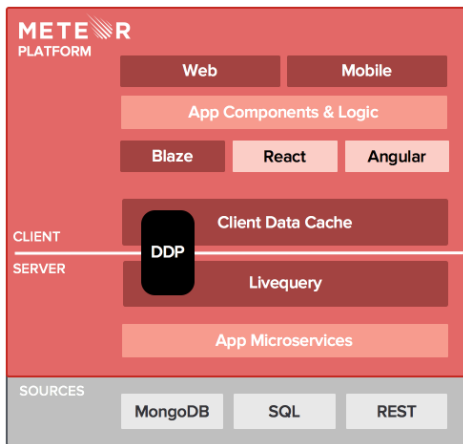 METEOR
PLATFORM
Web Mobile
App Components & Logic
Blaze React Angular
Client Data Cache
CLIENT
DDP
SERVER
Livequery
App Microservices
SOURCES
MongoDB SQL REST